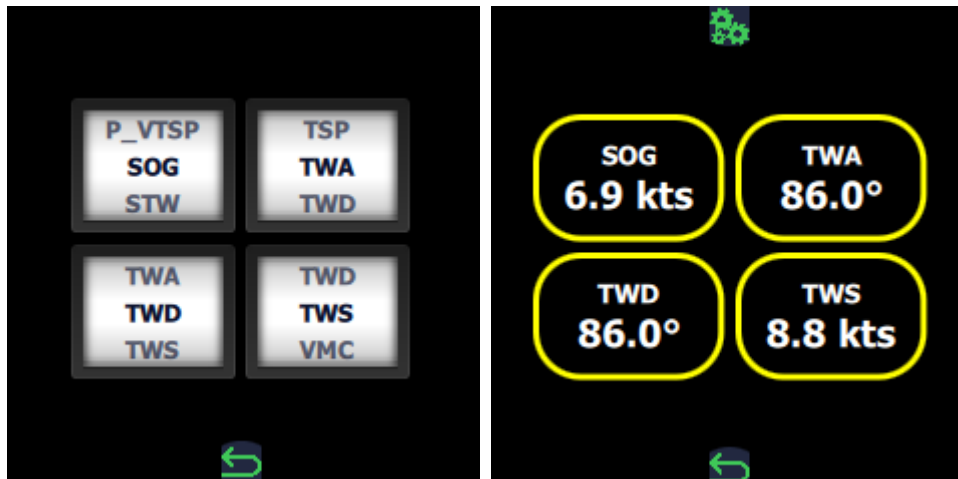 P_VTSP
SOG
STW
TSP
TWA
TWD
TWA
TWD
TWS
TWD
TWS
VMC
SOG
6.9 kts
TWA
86.0°
TWD
86.0°
TWS
8.8 kts